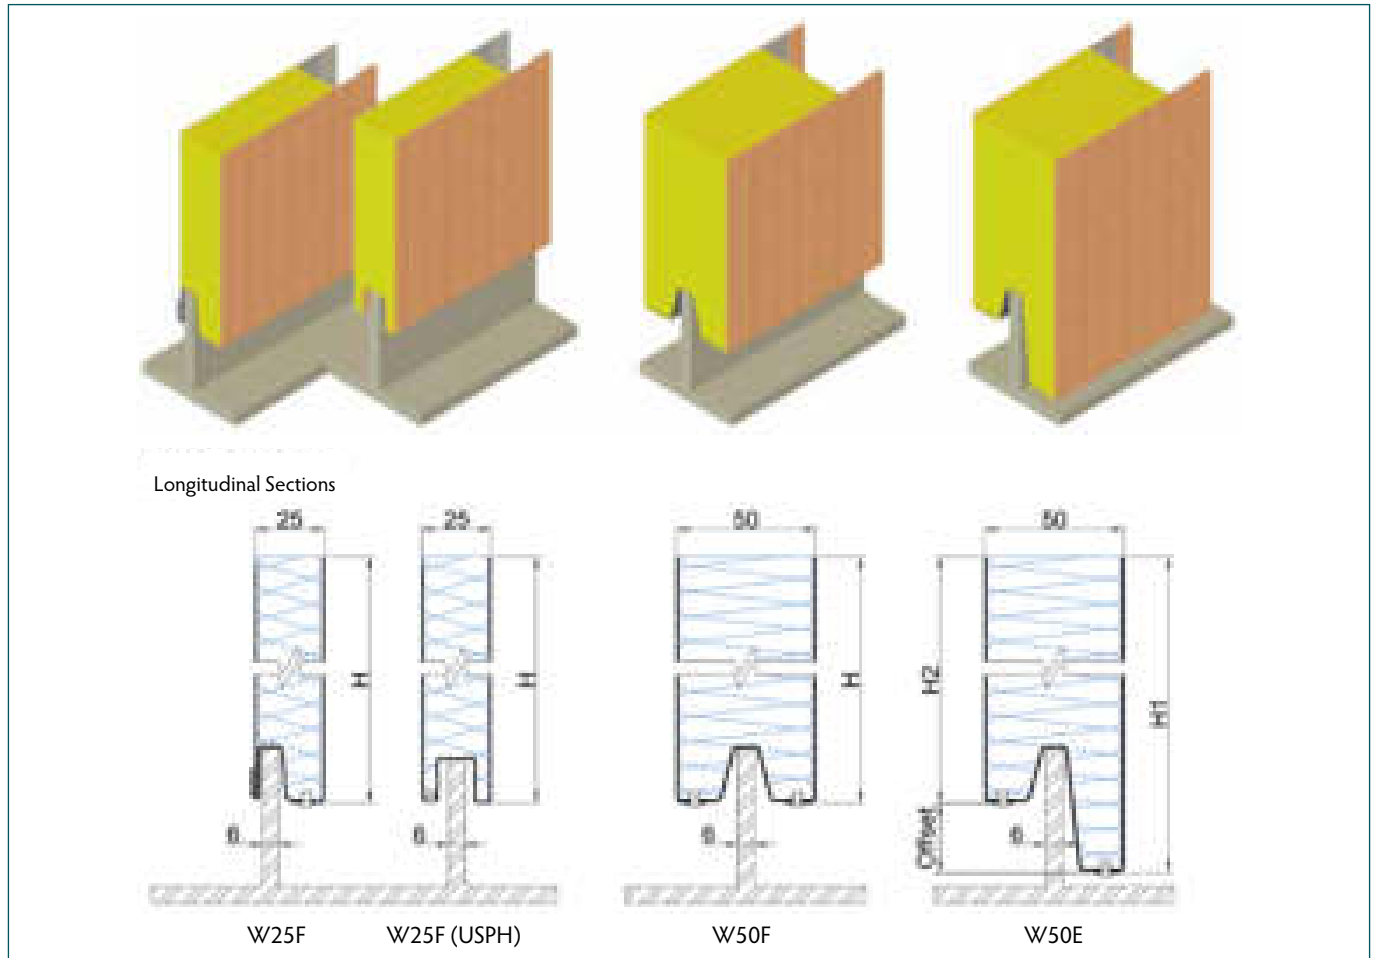 Longitudinal Sections
25
25
50
50
H
H
H
H2
H1
Offset
6
6
6
6
W25F
W25F (USPH)
W50F
W50E